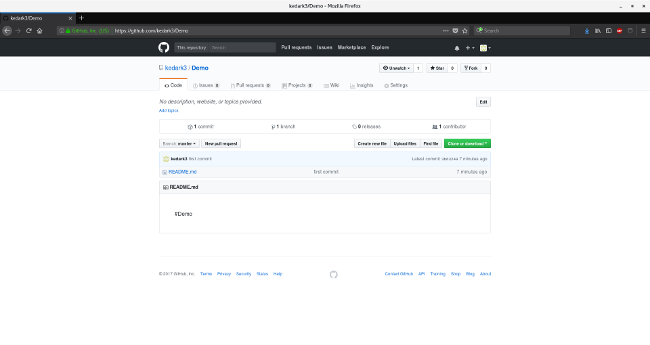 kedark3/Demo - Mozilla Firefox
kedark3/Demo
GitHub, Inc. (US) https://github.com/kedark3/Demo Search
This repository Search Pull requests Issues Marketplace Explore
kedark3 / Demo Unwatch 1 Star 0 Fork 0
Code Issues 0 Pull requests 0 Projects 0 Wiki Insights Settings
No description, website, or topics provided. Edit
Add topics
1 commit 1 branch 0 releases 1 contributor
Branch: master New pull request Create new file Upload files Find file Clone or download
kedark3 first commit Latest commit 7 minutes ago
README.md first commit 7 minutes ago
README.md
#Demo
© 2017 GitHub, Inc. Terms Privacy Security Status Help Contact GitHub API Training Shop Blog About